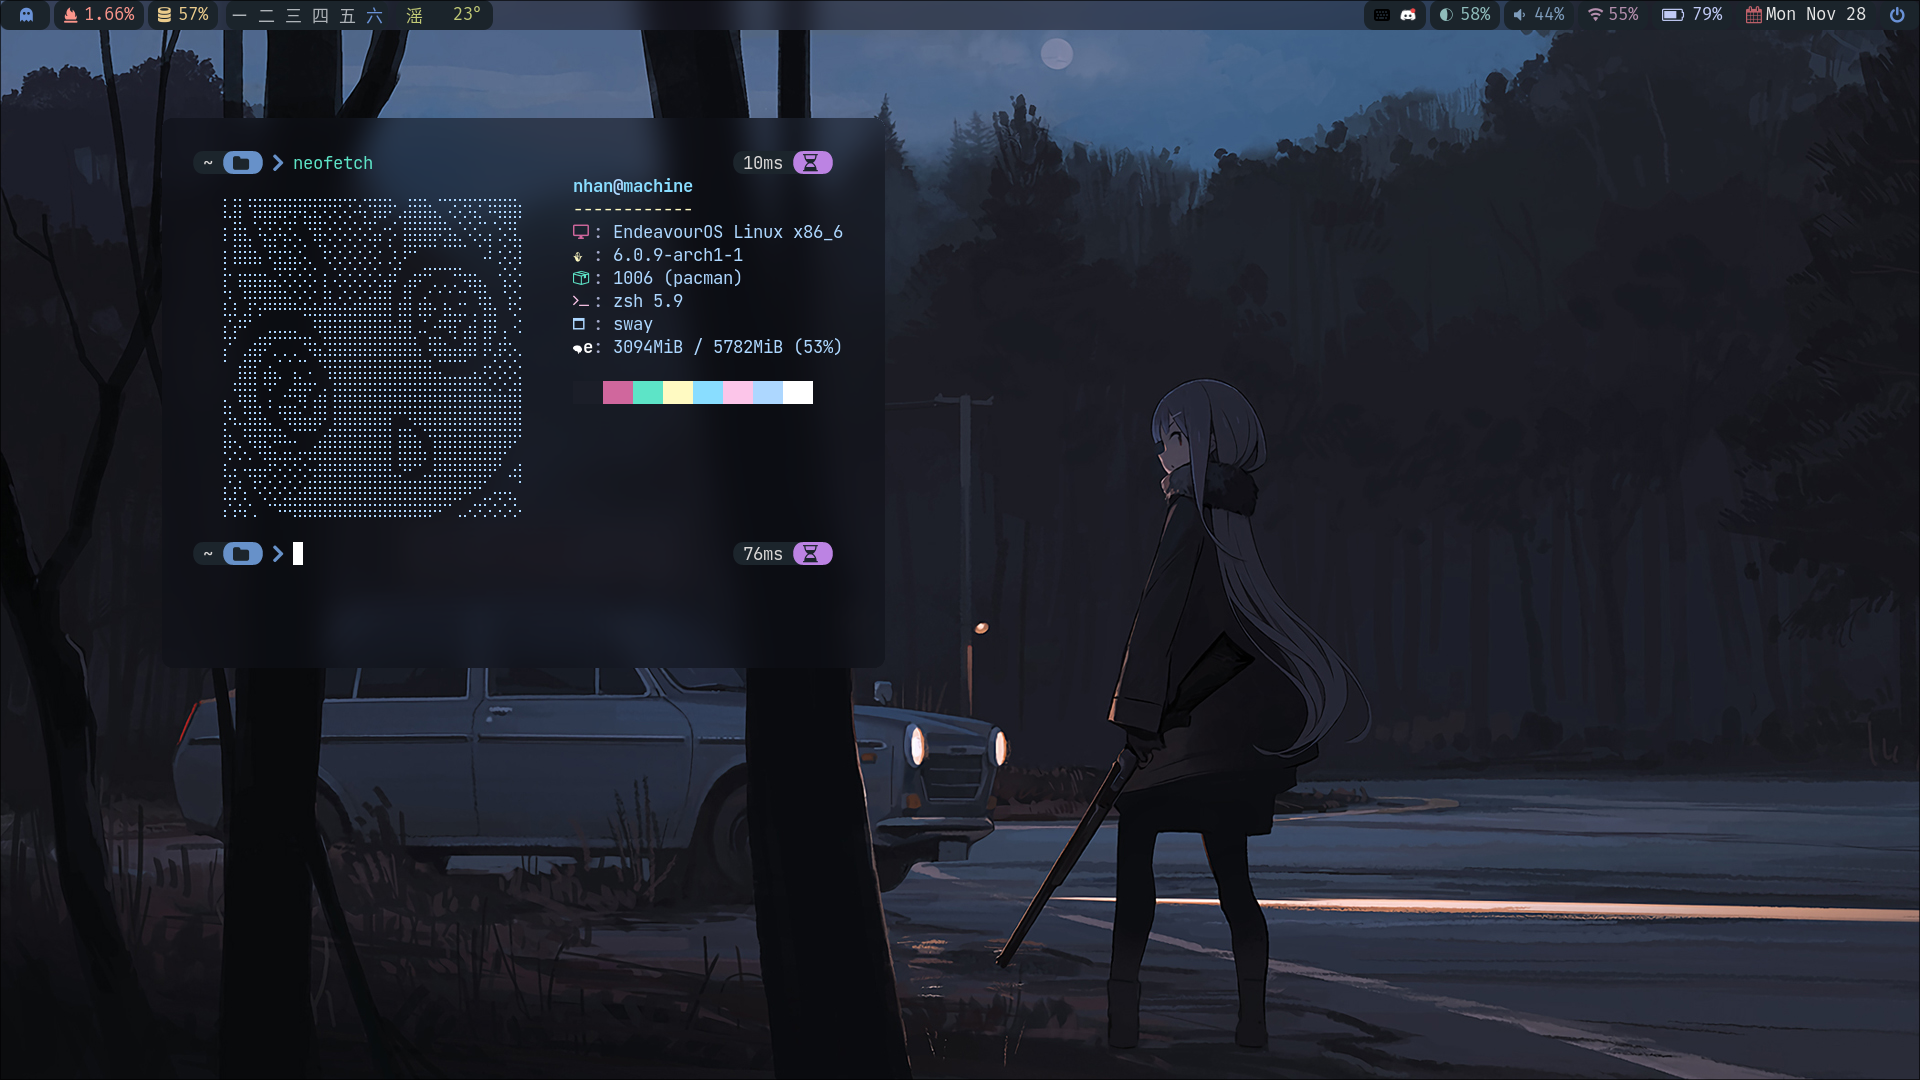 1.66% 57% 一 二 三 四 五 六 滛 23° 58% 44% 55% 79% Mon Nov 28
~ neofetch 10ms
nhan@machine
------------
: EndeavourOS Linux x86_6
: 6.0.9-arch1-1
: 1006 (pacman)
: zsh 5.9
: sway
e: 3094MiB / 5782MiB (53%)
~ 76ms